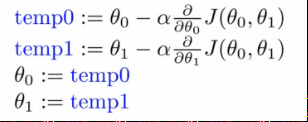 temp0 := θ₀ − α ∂/∂θ₀ J(θ₀, θ₁)
temp1 := θ₁ − α ∂/∂θ₁ J(θ₀, θ₁)
θ₀ := temp0
θ₁ := temp1